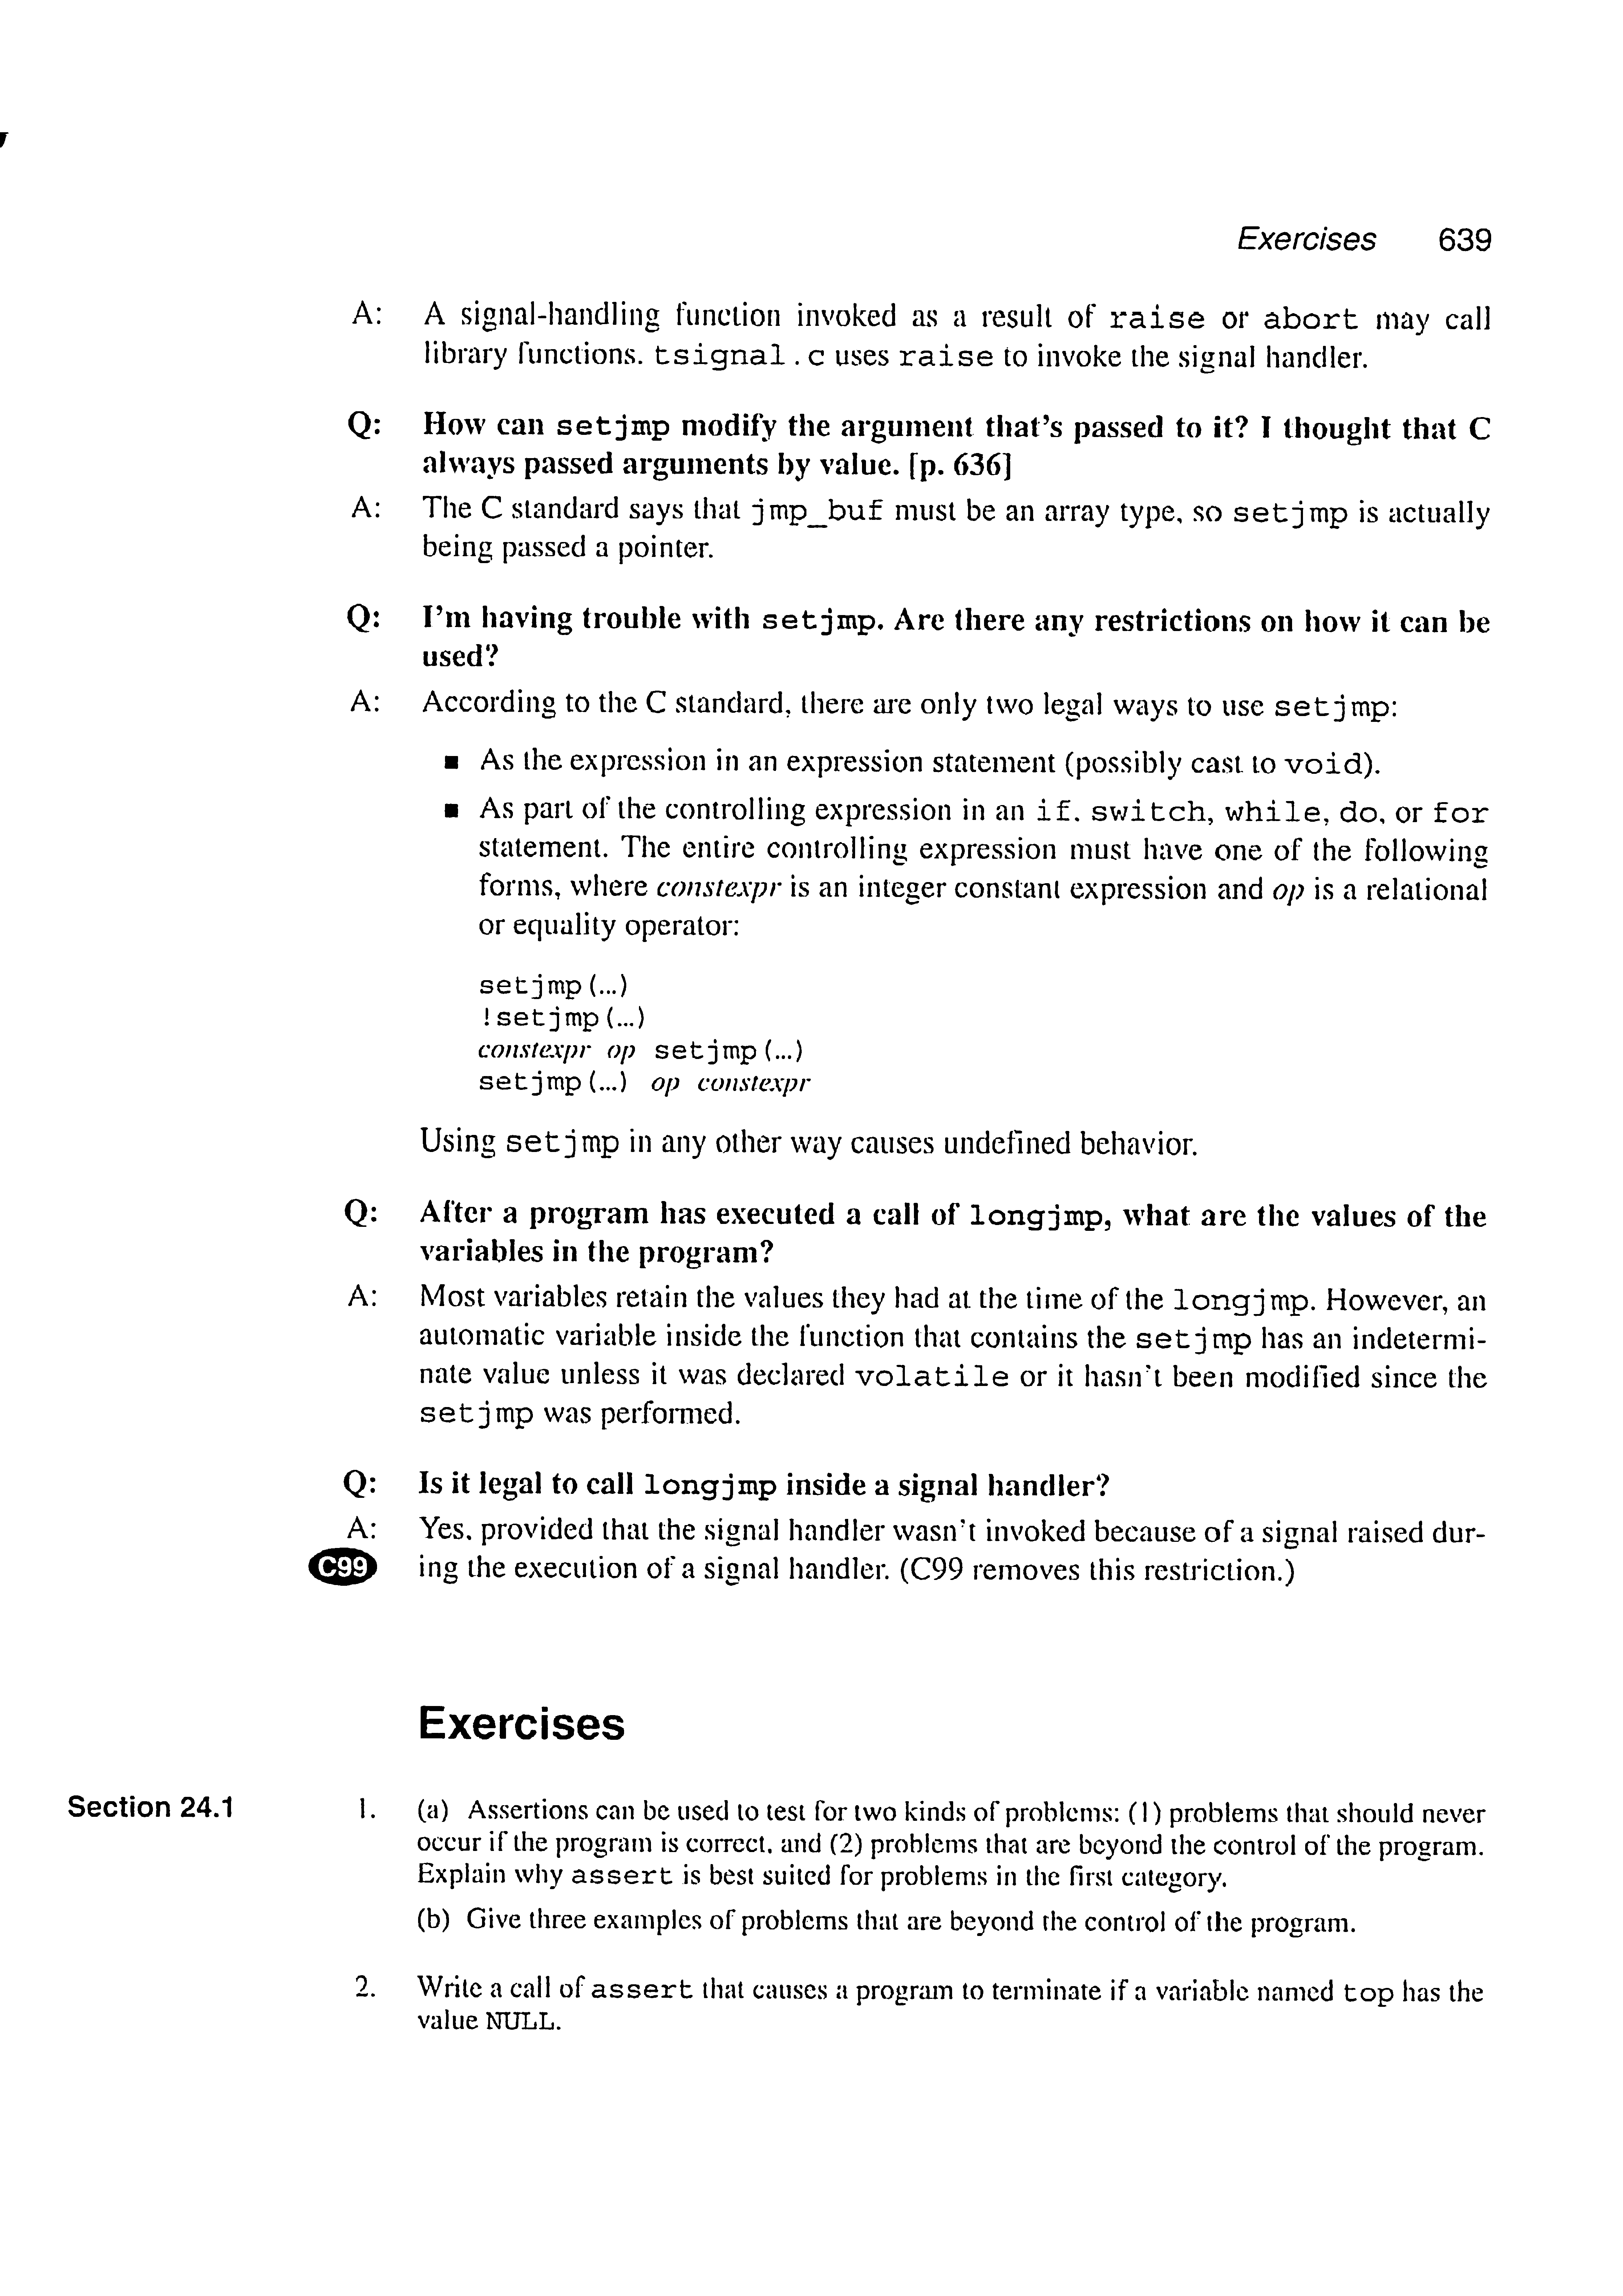 Exercises 639
A: A signal-handling function invoked as a result of raise or abort may call
library functions. tsignal.c uses raise to invoke the signal handler.
Q: How can setjmp modify the argument that's passed to it? I thought that C
always passed arguments by value. [p. 636]
A: The C standard says that jmp_buf must be an array type, so setjmp is actually
being passed a pointer.
Q: I'm having trouble with setjmp. Are there any restrictions on how it can be
used?
A: According to the C standard, there are only two legal ways to use setjmp:
■ As the expression in an expression statement (possibly cast to void).
■ As part of the controlling expression in an if, switch, while, do, or for
statement. The entire controlling expression must have one of the following
forms, where constexpr is an integer constant expression and op is a relational
or equality operator:
setjmp(...)
!setjmp(...)
constexpr op setjmp(...)
setjmp(...) op constexpr
Using setjmp in any other way causes undefined behavior.
Q: After a program has executed a call of longjmp, what are the values of the
variables in the program?
A: Most variables retain the values they had at the time of the longjmp. However, an
automatic variable inside the function that contains the setjmp has an indetermi-
nate value unless it was declared volatile or it hasn't been modified since the
setjmp was performed.
Q: Is it legal to call longjmp inside a signal handler?
A: Yes, provided that the signal handler wasn't invoked because of a signal raised dur-
C99 ing the execution of a signal handler. (C99 removes this restriction.)
Exercises
Section 24.1 1. (a) Assertions can be used to test for two kinds of problems: (1) problems that should never
occur if the program is correct, and (2) problems that are beyond the control of the program.
Explain why assert is best suited for problems in the first category.
(b) Give three examples of problems that are beyond the control of the program.
2. Write a call of assert that causes a program to terminate if a variable named top has the
value NULL.